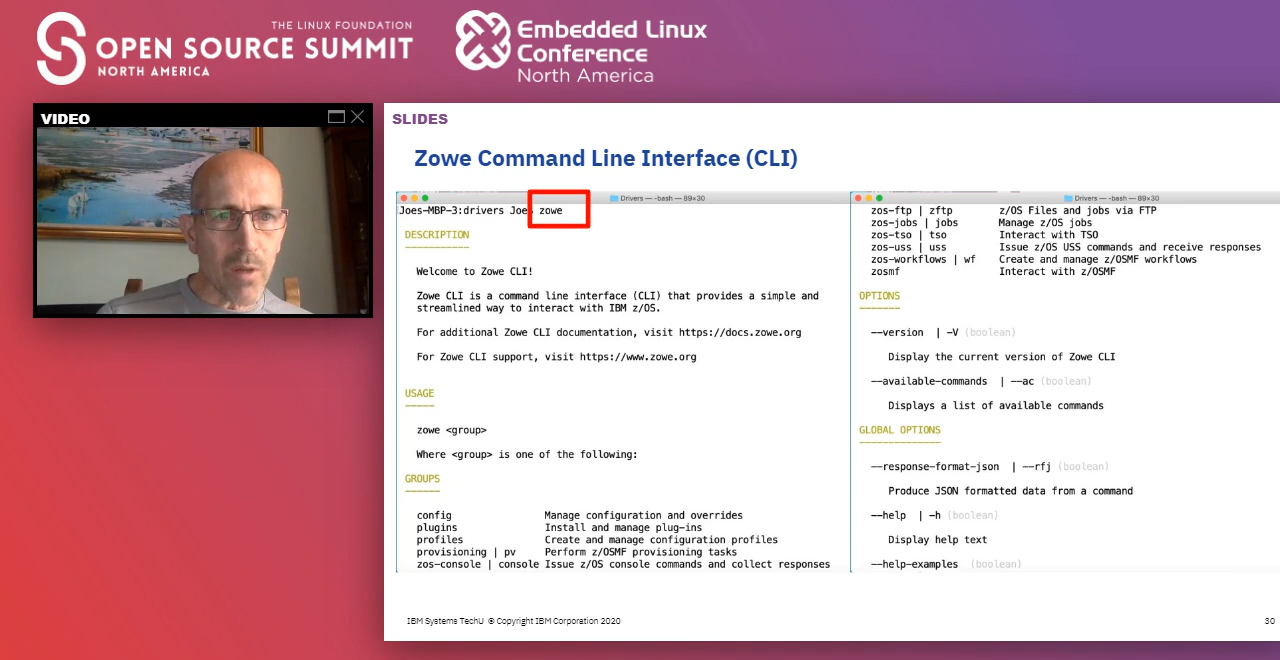 THE LINUX FOUNDATION
OPEN SOURCE SUMMIT
NORTH AMERICA
Embedded Linux
Conference
North America
VIDEO
SLIDES
Zowe Command Line Interface (CLI)
Drivers — -bash — 89×30
Joes-MBP-3:drivers Joe$ zowe
DESCRIPTION
-----------
Welcome to Zowe CLI!
Zowe CLI is a command line interface (CLI) that provides a simple and
streamlined way to interact with IBM z/OS.
For additional Zowe CLI documentation, visit https://docs.zowe.org
For Zowe CLI support, visit https://www.zowe.org
USAGE
-----
zowe <group>
Where <group> is one of the following:
GROUPS
------
config Manage configuration and overrides
plugins Install and manage plug-ins
profiles Create and manage configuration profiles
provisioning | pv Perform z/OSMF provisioning tasks
zos-console | console Issue z/OS console commands and collect responses
Drivers — -bash — 89×30
zos-ftp | zftp z/OS Files and jobs via FTP
zos-jobs | jobs Manage z/OS jobs
zos-tso | tso Interact with TSO
zos-uss | uss Issue z/OS USS commands and receive responses
zos-workflows | wf Create and manage z/OSMF workflows
zosmf Interact with z/OSMF
OPTIONS
-------
--version | -V (boolean)
Display the current version of Zowe CLI
--available-commands | --ac (boolean)
Displays a list of available commands
GLOBAL OPTIONS
--------------
--response-format-json | --rfj (boolean)
Produce JSON formatted data from a command
--help | -h (boolean)
Display help text
--help-examples (boolean)
IBM Systems TechU © Copyright IBM Corporation 2020
30